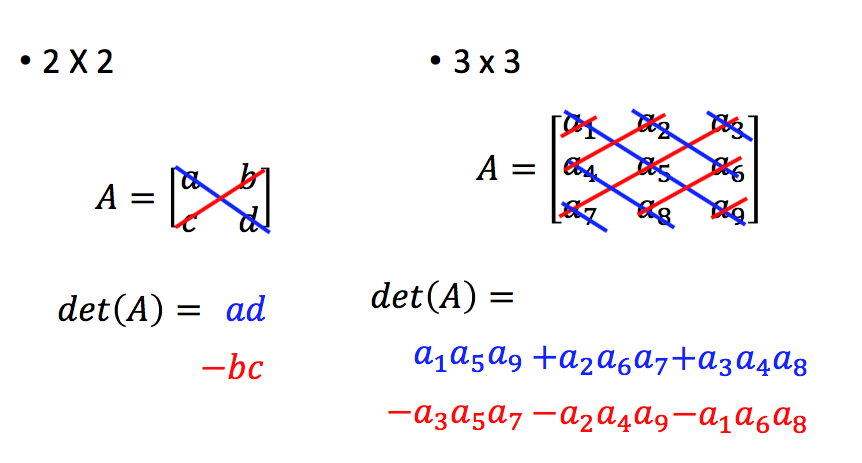 • 2 X 2
A = [a b
c d]
det(A) = ad
−bc
• 3 x 3
A = [a₁ a₂ a₃
a₄ a₅ a₆
a₇ a₈ a₉]
det(A) =
a₁a₅a₉ +a₂a₆a₇+a₃a₄a₈
−a₃a₅a₇ −a₂a₄a₉−a₁a₆a₈